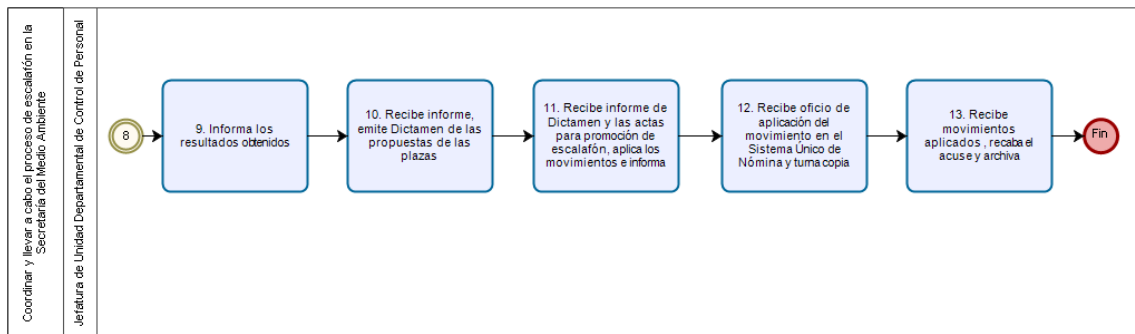 Coordinar y llevar a cabo el proceso de escalafón en la
Secretaría del Medio Ambiente
Jefatura de Unidad Departamental de Control de Personal
8
9. Informa los
resultados obtenidos
10. Recibe informe,
emite Dictamen de las
propuestas de las
plazas
11. Recibe informe de
Dictamen y las actas
para promoción de
escalafón, aplica los
movimientos e informa
12. Recibe oficio de
aplicación del
movimiento en el
Sistema Único de
Nómina y turna copia
13. Recibe
movimientos
aplicados , recaba el
acuse y archiva
Fin